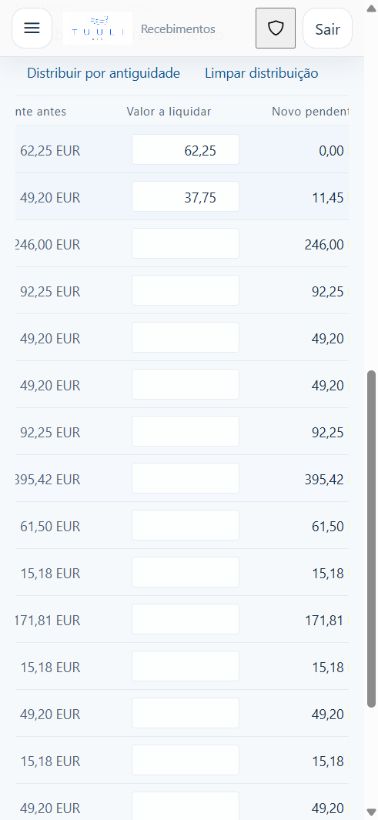 TUULI
Recebimentos
Sair
Distribuir por antiguidade Limpar distribuição
nte antes Valor a liquidar Novo pendent
62,25 EUR 62,25 0,00
49,20 EUR 37,75 11,45
246,00 EUR 246,00
92,25 EUR 92,25
49,20 EUR 49,20
49,20 EUR 49,20
92,25 EUR 92,25
395,42 EUR 395,42
61,50 EUR 61,50
15,18 EUR 15,18
171,81 EUR 171,81
15,18 EUR 15,18
49,20 EUR 49,20
15,18 EUR 15,18
49,20 EUR 49,20